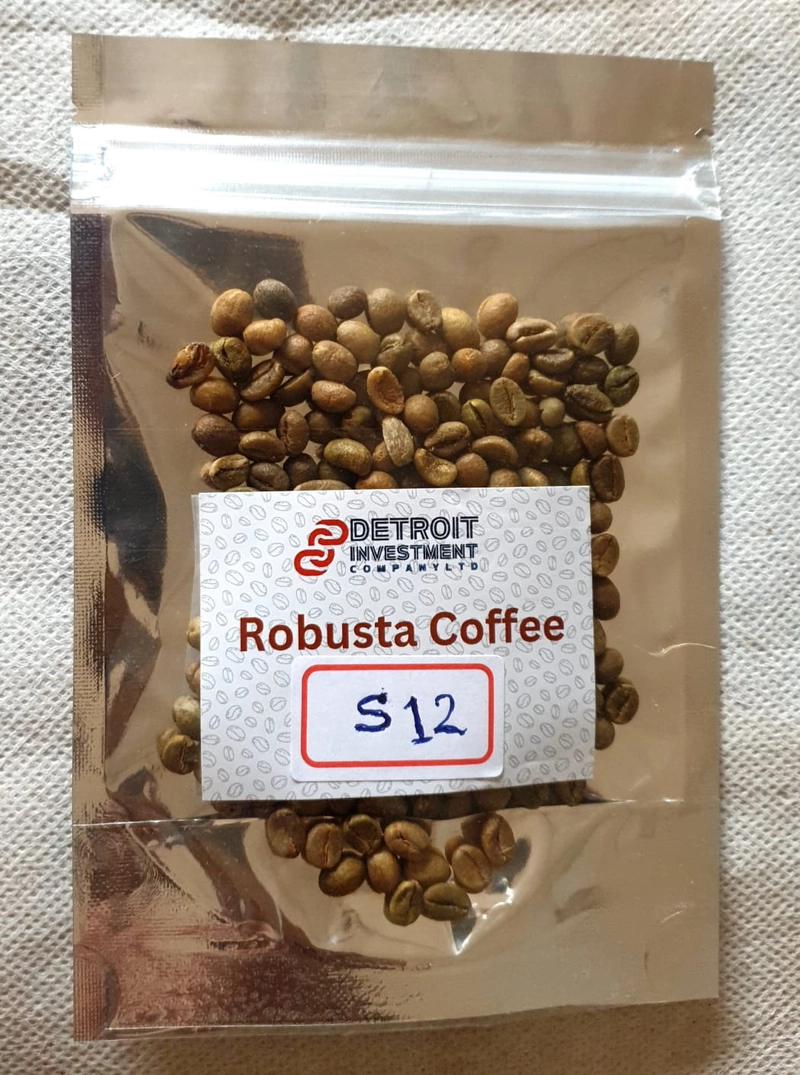 DETROIT
INVESTMENT
COMPANY LTD
Robusta Coffee
S12